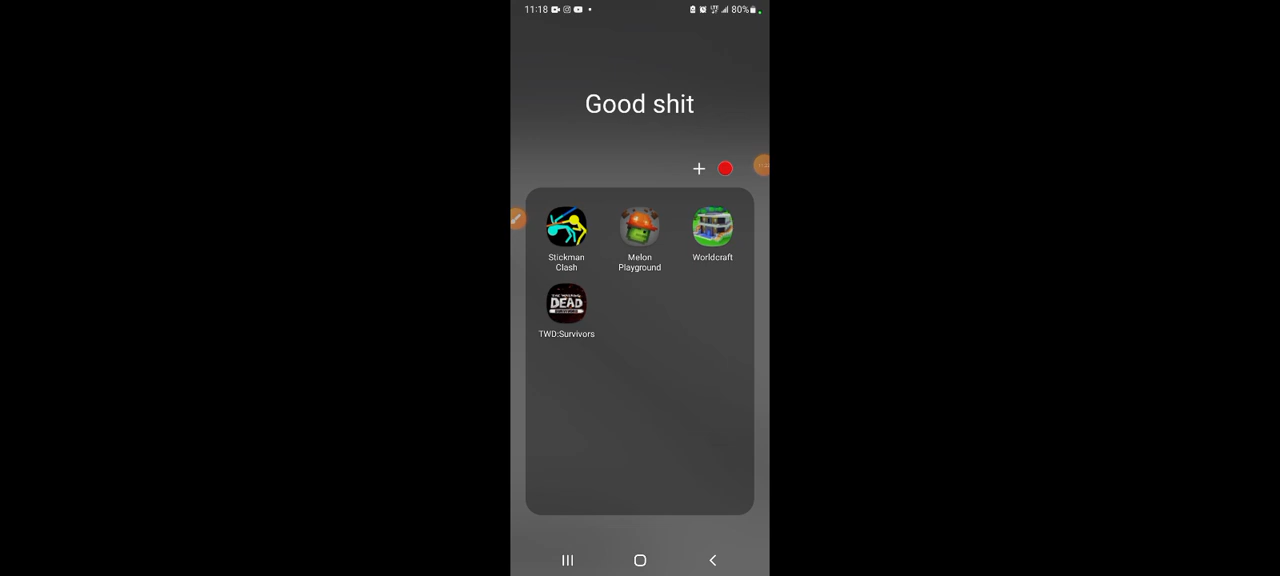 11:18
80%
Good shit
Stickman
Clash
Melon
Playground
Worldcraft
DEAD
TWD:Survivors